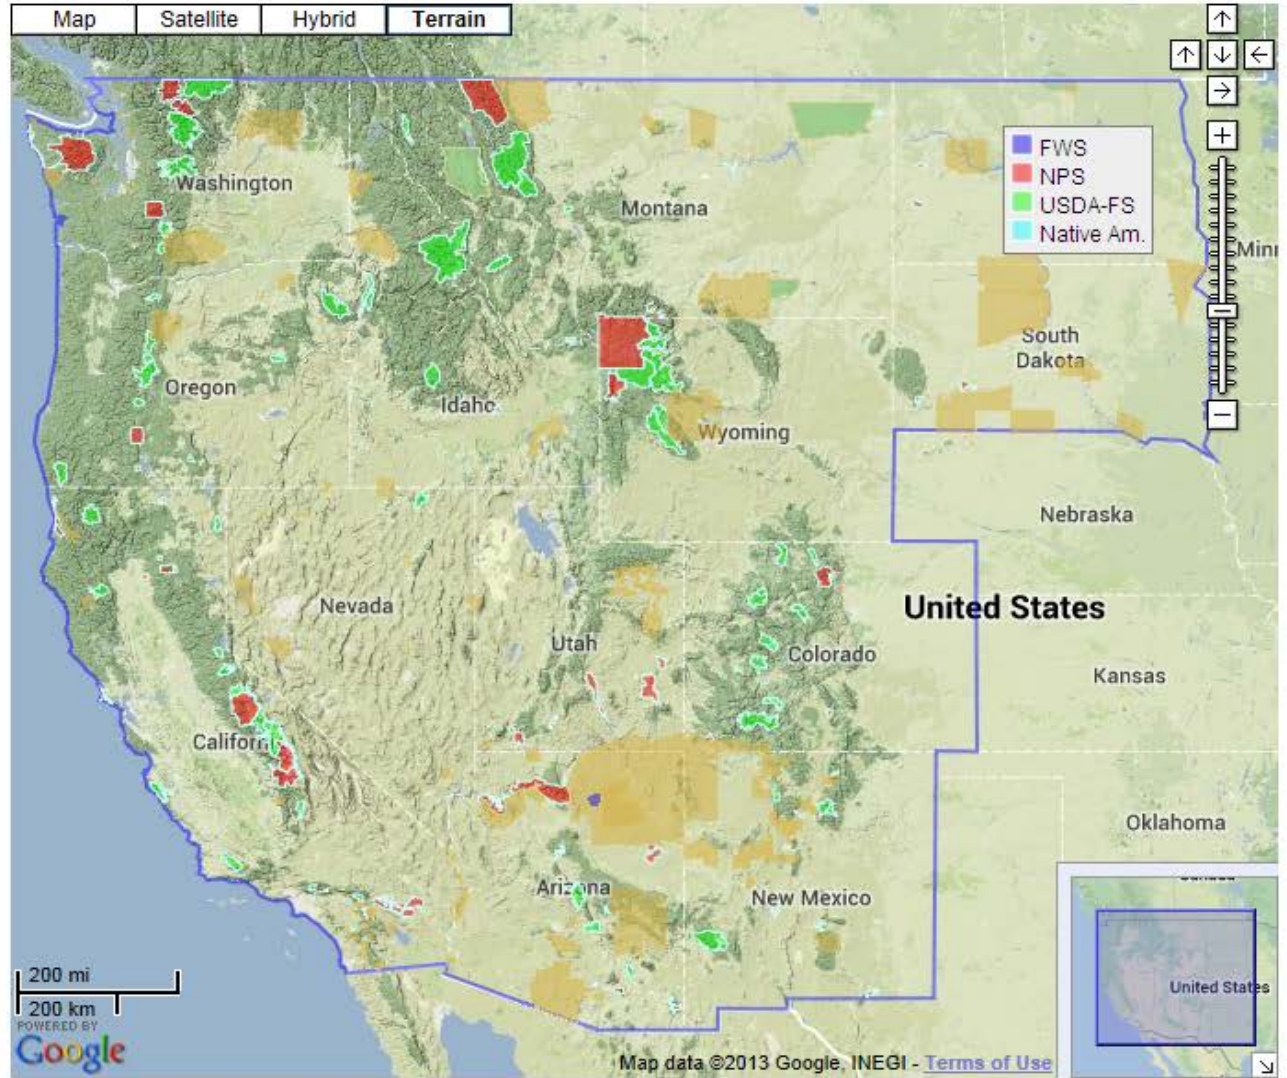 Map Satellite Hybrid Terrain
FWS
NPS
USDA-FS
Native Am.
Washington
Montana
Minn
South
Dakota
Oregon
Idaho
Wyoming
Nebraska
Nevada
United States
Utah
Colorado
Kansas
California
Oklahoma
Arizona
New Mexico
200 mi
200 km
POWERED BY
Google
United States
Map data ©2013 Google, INEGI - Terms of Use